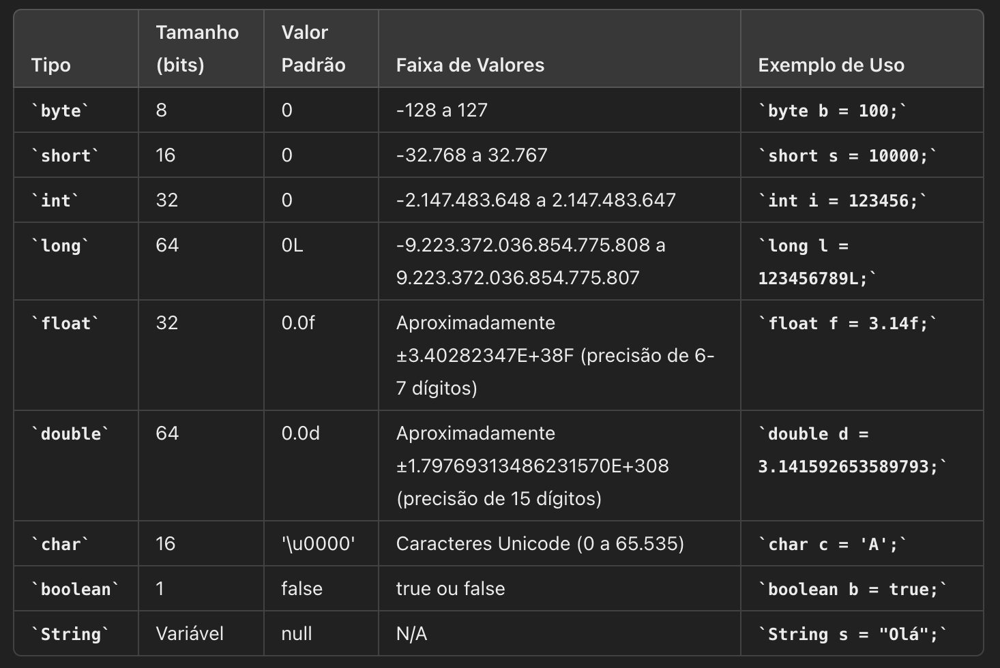 Tipo Tamanho (bits) Valor Padrão Faixa de Valores Exemplo de Uso
`byte` 8 0 -128 a 127 `byte b = 100;`
`short` 16 0 -32.768 a 32.767 `short s = 10000;`
`int` 32 0 -2.147.483.648 a 2.147.483.647 `int i = 123456;`
`long` 64 0L -9.223.372.036.854.775.808 a `long l =
9.223.372.036.854.775.807 123456789L;`
`float` 32 0.0f Aproximadamente `float f = 3.14f;`
±3.40282347E+38F (precisão de 6-
7 dígitos)
`double` 64 0.0d Aproximadamente `double d =
±1.79769313486231570E+308 3.141592653589793;`
(precisão de 15 dígitos)
`char` 16 '\u0000' Caracteres Unicode (0 a 65.535) `char c = 'A';`
`boolean` 1 false true ou false `boolean b = true;`
`String` Variável null N/A `String s = "Olá";`